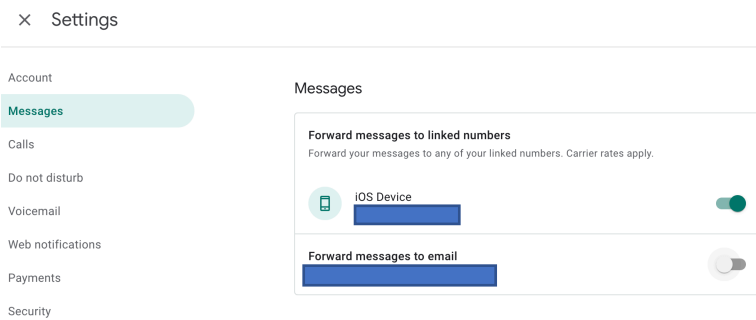 Settings
Account
Messages
Calls
Do not disturb
Voicemail
Web notifications
Payments
Security
Messages
Forward messages to linked numbers
Forward your messages to any of your linked numbers. Carrier rates apply.
iOS Device
Forward messages to email